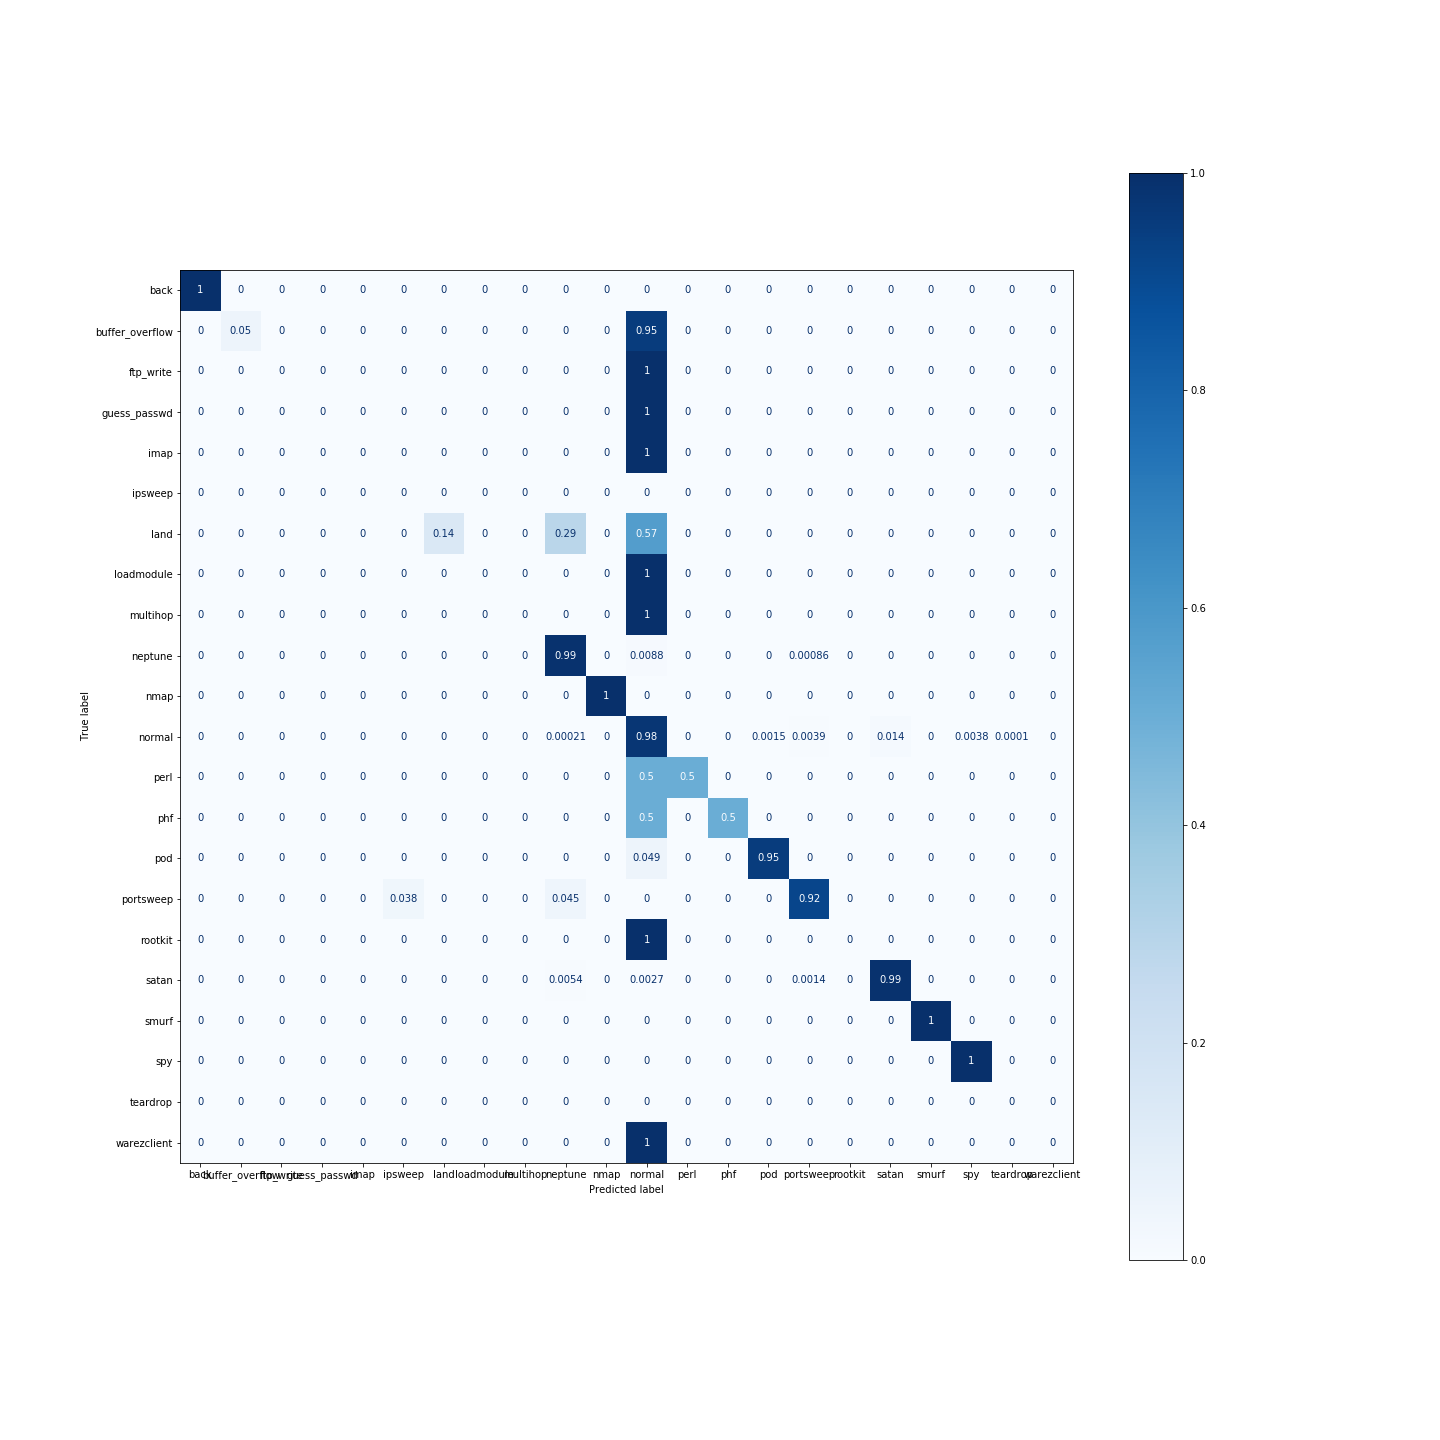 1.0
back 1 0 0 0 0 0 0 0 0 0 0 0 0 0 0 0 0 0 0 0 0 0
buffer_overflow 0 0.05 0 0 0 0 0 0 0 0 0 0.95 0 0 0 0 0 0 0 0 0 0
ftp_write 0 0 0 0 0 0 0 0 0 0 0 1 0 0 0 0 0 0 0 0 0 0
0.8
guess_passwd 0 0 0 0 0 0 0 0 0 0 0 1 0 0 0 0 0 0 0 0 0 0
imap 0 0 0 0 0 0 0 0 0 0 0 1 0 0 0 0 0 0 0 0 0 0
ipsweep 0 0 0 0 0 0 0 0 0 0 0 0 0 0 0 0 0 0 0 0 0 0
land 0 0 0 0 0 0 0.14 0 0 0.29 0 0.57 0 0 0 0 0 0 0 0 0 0
loadmodule 0 0 0 0 0 0 0 0 0 0 0 1 0 0 0 0 0 0 0 0 0 0
0.6
multihop 0 0 0 0 0 0 0 0 0 0 0 1 0 0 0 0 0 0 0 0 0 0
neptune 0 0 0 0 0 0 0 0 0 0.99 0 0.0088 0 0 0 0.00086 0 0 0 0 0 0
nmap 0 0 0 0 0 0 0 0 0 0 1 0 0 0 0 0 0 0 0 0 0 0
True label
normal 0 0 0 0 0 0 0 0 0 0.00021 0 0.98 0 0 0.0015 0.0039 0 0.014 0 0.0038 0.0001 0
perl 0 0 0 0 0 0 0 0 0 0 0 0.5 0.5 0 0 0 0 0 0 0 0 0
phf 0 0 0 0 0 0 0 0 0 0 0 0.5 0 0.5 0 0 0 0 0 0 0 0
0.4
pod 0 0 0 0 0 0 0 0 0 0 0 0.049 0 0 0.95 0 0 0 0 0 0 0
portsweep 0 0 0 0 0 0.038 0 0 0 0.045 0 0 0 0 0 0.92 0 0 0 0 0 0
rootkit 0 0 0 0 0 0 0 0 0 0 0 1 0 0 0 0 0 0 0 0 0 0
satan 0 0 0 0 0 0 0 0 0 0.0054 0 0.0027 0 0 0 0.0014 0 0.99 0 0 0 0
smurf 0 0 0 0 0 0 0 0 0 0 0 0 0 0 0 0 0 0 1 0 0 0
0.2
spy 0 0 0 0 0 0 0 0 0 0 0 0 0 0 0 0 0 0 0 1 0 0
teardrop 0 0 0 0 0 0 0 0 0 0 0 0 0 0 0 0 0 0 0 0 0 0
warezclient 0 0 0 0 0 0 0 0 0 0 0 1 0 0 0 0 0 0 0 0 0 0
back buffer_overflow ftp_write guess_passwd imap ipsweep land loadmodule multihop neptune nmap normal perl phf pod portsweep rootkit satan smurf spy teardrop warezclient
Predicted label
0.0